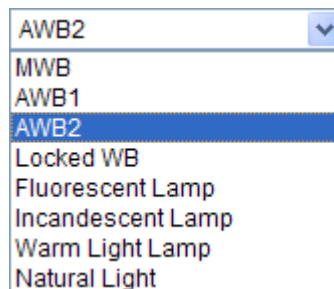 AWB2
MWB
AWB1
AWB2
Locked WB
Fluorescent Lamp
Incandescent Lamp
Warm Light Lamp
Natural Light